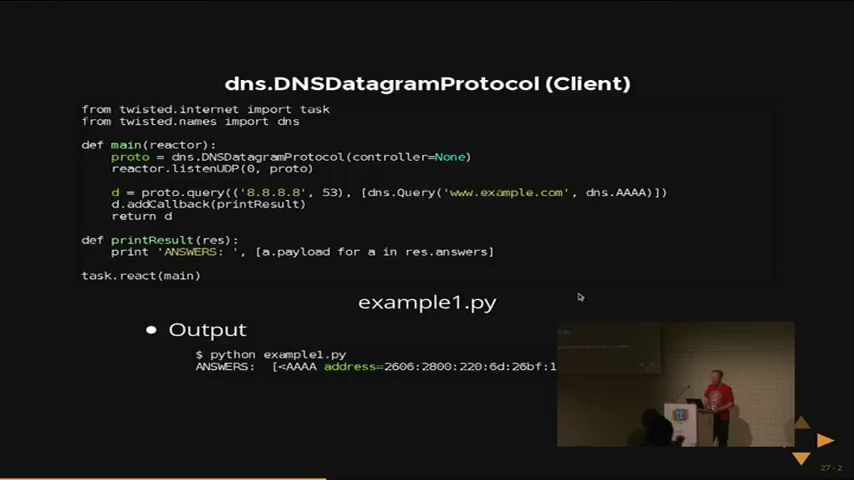 dns.DNSDatagramProtocol (Client)
from twisted.internet import task
from twisted.names import dns
def main(reactor):
proto = dns.DNSDatagramProtocol(controller=None)
reactor.listenUDP(0, proto)
d = proto.query(('8.8.8.8', 53), [dns.Query('www.example.com', dns.AAAA)])
d.addCallback(printResult)
return d
def printResult(res):
print 'ANSWERS: ', [a.payload for a in res.answers]
task.react(main)
example1.py
• Output
$ python example1.py
ANSWERS:  [<AAAA address=2606:2800:220:6d:26bf:1
27 - 2